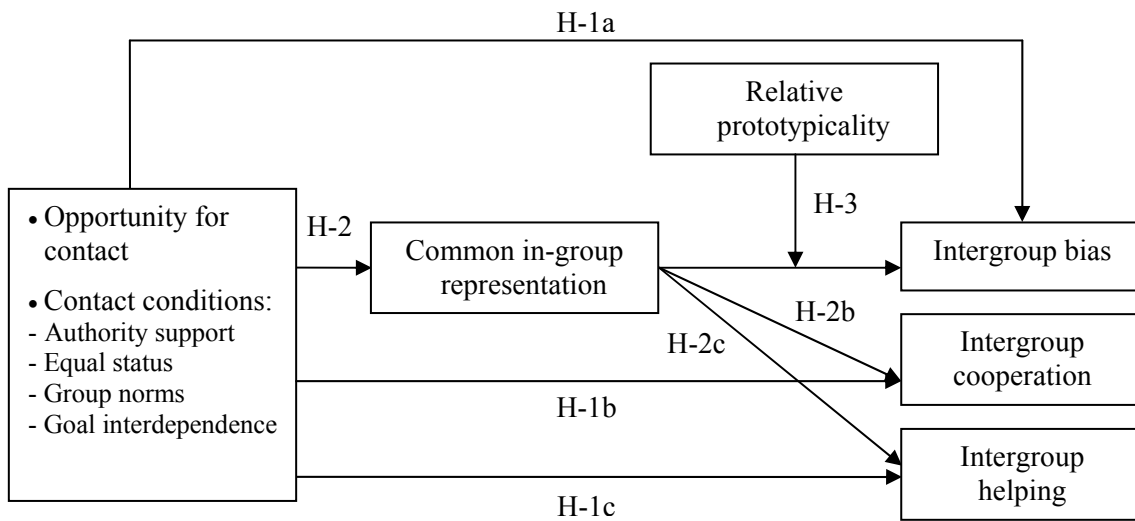 H-1a
Relative
prototypicality
H-3
• Opportunity for
contact
• Contact conditions:
- Authority support
- Equal status
- Group norms
- Goal interdependence
H-2
Common in-group
representation
Intergroup bias
H-2b
H-2c
Intergroup
cooperation
H-1b
Intergroup
helping
H-1c